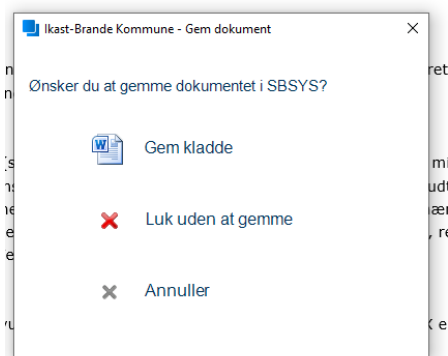 Ikast-Brande Kommune - Gem dokument
Ønsker du at gemme dokumentet i SBSYS?
Gem kladde
Luk uden at gemme
Annuller